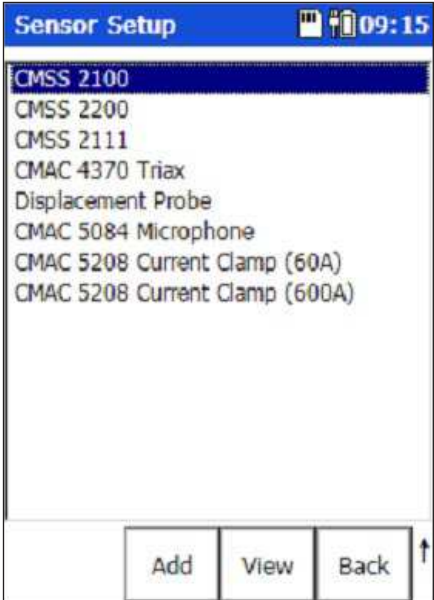 Sensor Setup 09:15
CMSS 2100
CMSS 2200
CMSS 2111
CMAC 4370 Triax
Displacement Probe
CMAC 5084 Microphone
CMAC 5208 Current Clamp (60A)
CMAC 5208 Current Clamp (600A)
Add View Back